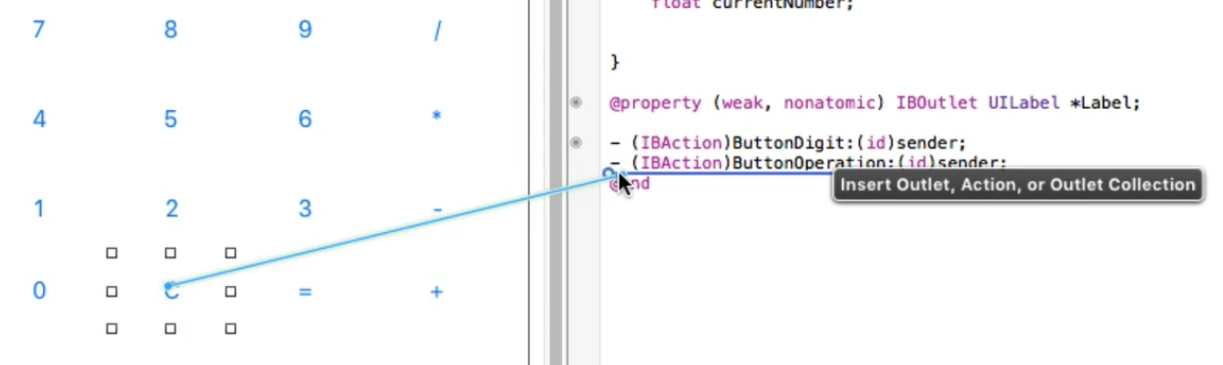 float currentNumber;
7 8 9 /
}
@property (weak, nonatomic) IBOutlet UILabel *Label;
4 5 6 *
- (IBAction)ButtonDigit:(id)sender;
- (IBAction)ButtonOperation:(id)sender;
@end
Insert Outlet, Action, or Outlet Collection
1 2 3 -
0 C = +